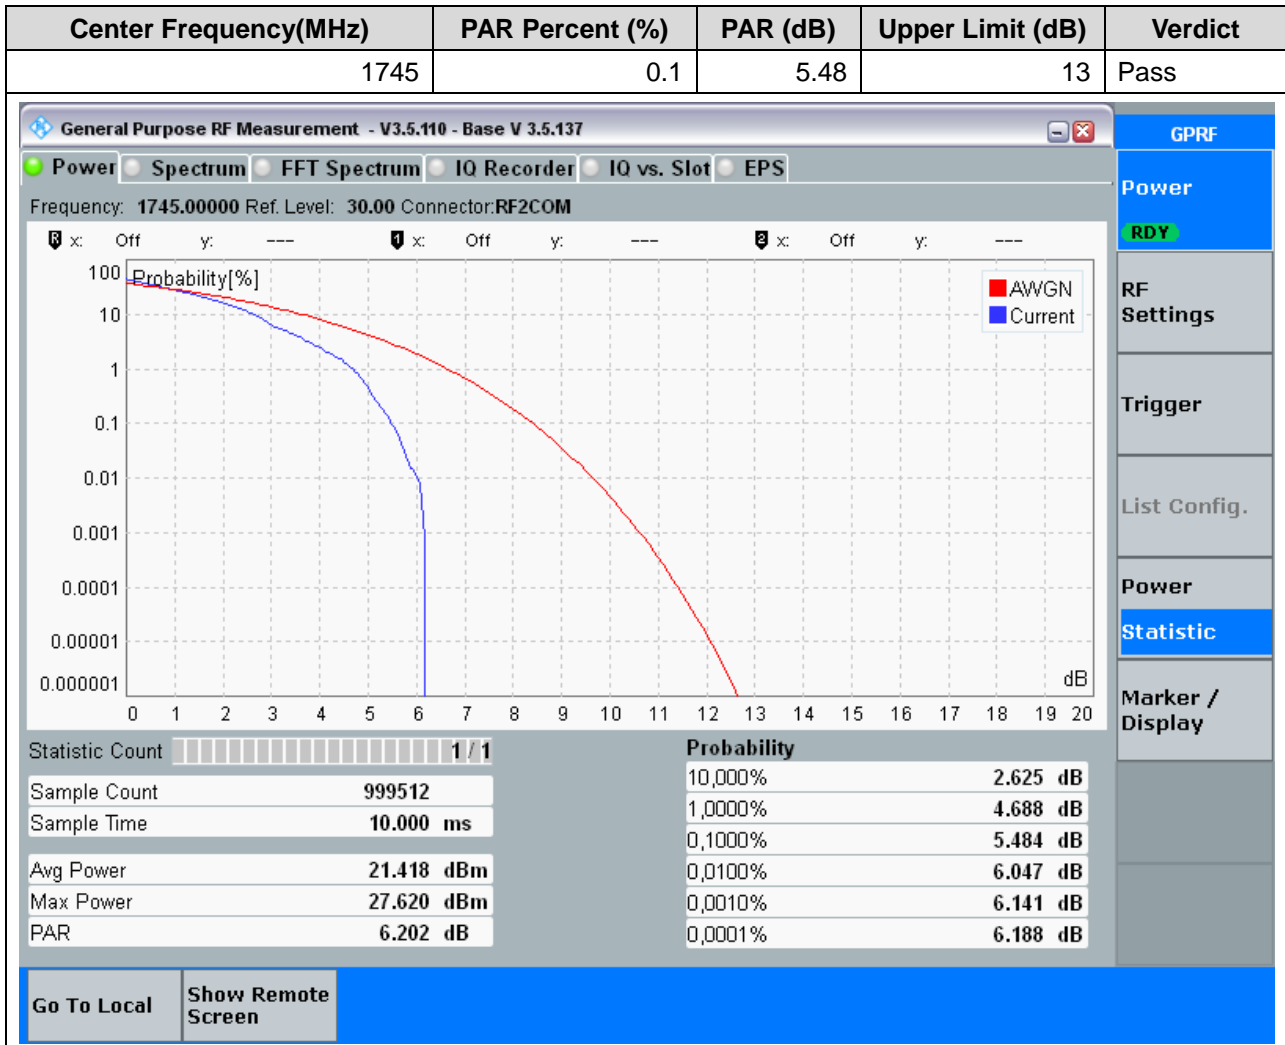 Center Frequency(MHz) PAR Percent (%) PAR (dB) Upper Limit (dB) Verdict
1745 0.1 5.48 13 Pass
General Purpose RF Measurement - V3.5.110 - Base V 3.5.137
GPRF
Power Spectrum FFT Spectrum IQ Recorder IQ vs. Slot EPS
Power
RDY
Frequency: 1745.00000 Ref. Level: 30.00 Connector:RF2COM
R x: Off y: --- 1 x: Off y: --- 2 x: Off y: ---
Probability[%]
AWGN
Current
100
10
1
0.1
0.01
0.001
0.0001
0.00001
0.000001
dB
0 1 2 3 4 5 6 7 8 9 10 11 12 13 14 15 16 17 18 19 20
RF
Settings
Trigger
List Config.
Power
Statistic
Marker /
Display
Statistic Count 1 / 1
Sample Count 999512
Sample Time 10.000 ms
Avg Power 21.418 dBm
Max Power 27.620 dBm
PAR 6.202 dB
Probability
10,000% 2.625 dB
1,0000% 4.688 dB
0,1000% 5.484 dB
0,0100% 6.047 dB
0,0010% 6.141 dB
0,0001% 6.188 dB
Go To Local
Show Remote
Screen